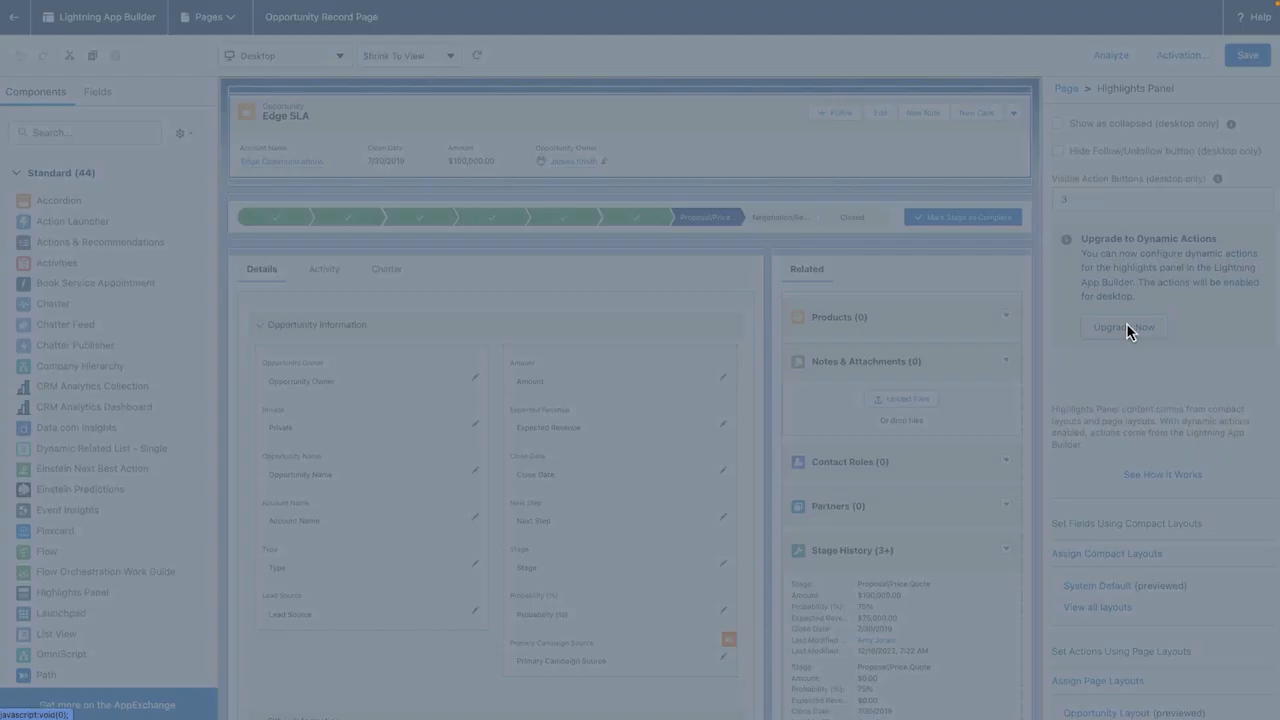 Lightning App Builder
Pages
Opportunity Record Page
? Help
Desktop
Shrink To View
Analyze
Activation...
Save
Components
Fields
Search...
Standard (44)
Accordion
Action Launcher
Actions & Recommendations
Activities
Book Service Appointment
Chatter
Chatter Feed
Chatter Publisher
Company Hierarchy
CRM Analytics Collection
CRM Analytics Dashboard
Data.com Insights
Dynamic Related List - Single
Einstein Next Best Action
Einstein Predictions
Event Insights
Flexcard
Flow
Flow Orchestration Work Guide
Highlights Panel
Launchpad
List View
OmniScript
Path
Get more on the AppExchange
javascript:void(0);
Opportunity
Edge SLA
+ Follow
Edit
New Note
New Case
Account Name
Close Date
Amount
Opportunity Owner
Edge Communications
7/30/2019
$100,000.00
James Smith
Proposal/Price...
Negotiation/Re...
Closed
Mark Stage as Complete
Details
Activity
Chatter
Opportunity Information
Opportunity Owner
Opportunity Owner
Private
Private
Opportunity Name
Opportunity Name
Account Name
Account Name
Type
Type
Lead Source
Lead Source
Amount
Amount
Expected Revenue
Expected Revenue
Close Date
Close Date
Next Step
Next Step
Stage
Stage
Probability (%)
Probability (%)
Primary Campaign Source
Primary Campaign Source
Related
Products (0)
Notes & Attachments (0)
Upload Files
Or drop files
Contact Roles (0)
Partners (0)
Stage History (3+)
Stage: Proposal/Price Quote
Amount: $100,000.00
Probability (%): 75%
Expected Reve... $75,000.00
Close Date: 7/30/2019
Last Modified ... Amy Jones
Last Modified: 12/16/2022, 7:22 AM
Stage: Proposal/Price Quote
Amount: $0.00
Probability (%): 75%
Expected Reve... $0.00
Close Date: 7/30/2019
Page > Highlights Panel
Show as collapsed (desktop only)
Hide Follow/Unfollow button (desktop only)
Visible Action Buttons (desktop only)
3
Upgrade to Dynamic Actions
You can now configure dynamic actions
for the highlights panel in the Lightning
App Builder. The actions will be enabled
for desktop.
Upgrade Now
Highlights Panel content comes from compact
layouts and page layouts. With dynamic actions
enabled, actions come from the Lightning App
Builder.
See How It Works
Set Fields Using Compact Layouts
Assign Compact Layouts
System Default (previewed)
View all layouts
Set Actions Using Page Layouts
Assign Page Layouts
Opportunity Layout (previewed)